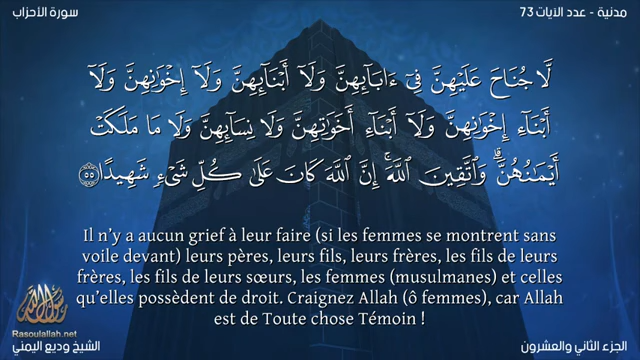 مدنية - عدد الآيات 73
سورة الأحزاب
لَّا جُنَاحَ عَلَيْهِنَّ فِىٓ ءَابَآئِهِنَّ وَلَآ أَبْنَآئِهِنَّ وَلَآ إِخْوَٰنِهِنَّ وَلَآ
أَبْنَآءِ إِخْوَٰنِهِنَّ وَلَآ أَبْنَآءِ أَخَوَٰتِهِنَّ وَلَا نِسَآئِهِنَّ وَلَا مَا مَلَكَتْ
أَيْمَـٰنُهُنَّ ۗ وَٱتَّقِينَ ٱللَّهَ ۚ إِنَّ ٱللَّهَ كَانَ عَلَىٰ كُلِّ شَىْءٍ شَهِيدًا ٥٥
Il n’y a aucun grief à leur faire (si les femmes se montrent sans
voile devant) leurs pères, leurs fils, leurs frères, les fils de leurs
frères, les fils de leurs sœurs, les femmes (musulmanes) et celles
qu’elles possèdent de droit. Craignez Allah (ô femmes), car Allah
est de Toute chose Témoin !
رسول الله
Rasoulallah.net
الجزء الثاني والعشرون
الشيخ وديع اليمني